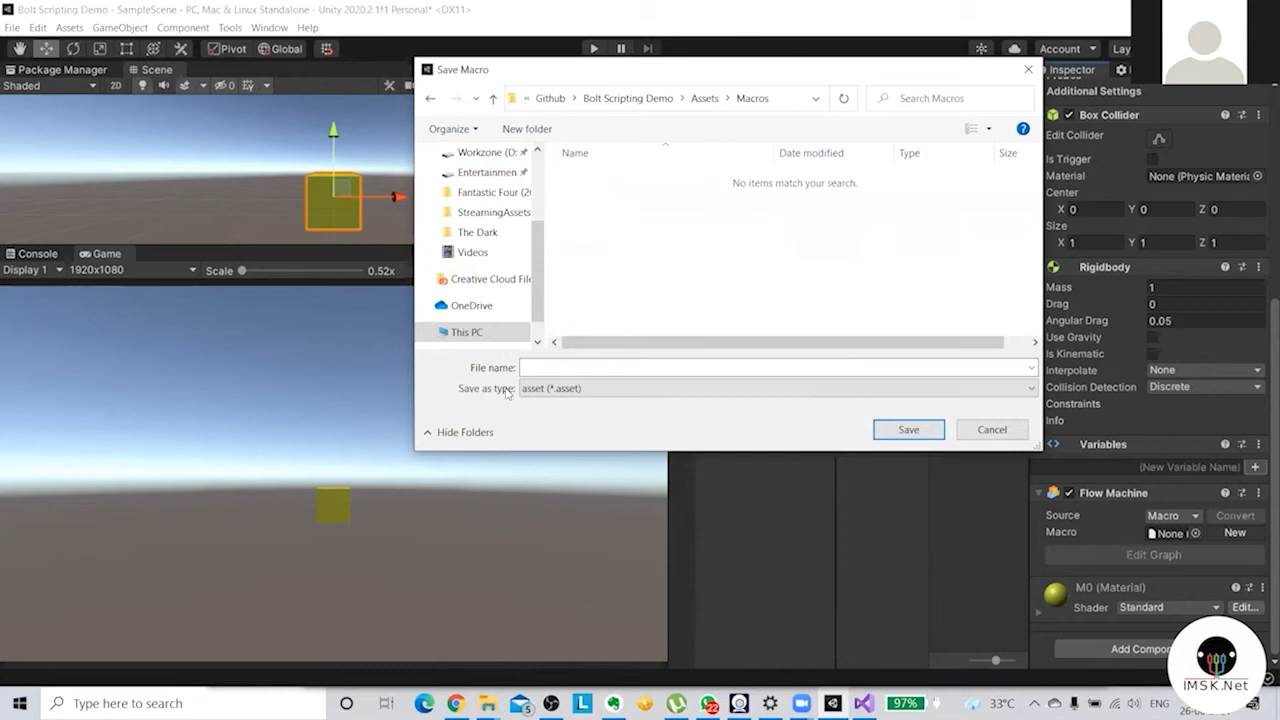 Bolt Scripting Demo - SampleScene - PC, Mac & Linux Standalone - Unity 2020.2.1f1 Personal* <DX11>
File Edit Assets GameObject Component Tools Window Help
Pivot Global Account Lay
Package Manager Scene
Shaded 2D 0
Console Game
Display 1 1920x1080 Scale 0.52x
Save Macro
« Github › Bolt Scripting Demo › Assets › Macros
Search Macros
Organize New folder
Workzone (D:
Entertainmen
Fantastic Four (2
StreamingAssets
The Dark
Videos
Creative Cloud File
OneDrive
This PC
Name Date modified Type Size
No items match your search.
File name:
Save as type: asset (*.asset)
Hide Folders Save Cancel
Inspector
Additional Settings
Box Collider
Edit Collider
Is Trigger
Material None (Physic Materia
Center
X 0 Y 0 Z 0
Size
X 1 Y 1 Z 1
Rigidbody
Mass 1
Drag 0
Angular Drag 0.05
Use Gravity
Is Kinematic
Interpolate None
Collision Detection Discrete
Constraints
Info
Variables
(New Variable Name)
Flow Machine
Source Macro Convert
Macro None New
Edit Graph
M0 (Material)
Shader Standard Edit...
Add Compon
IMSK.Net
Type here to search
5
22
97%
33°C
ENG